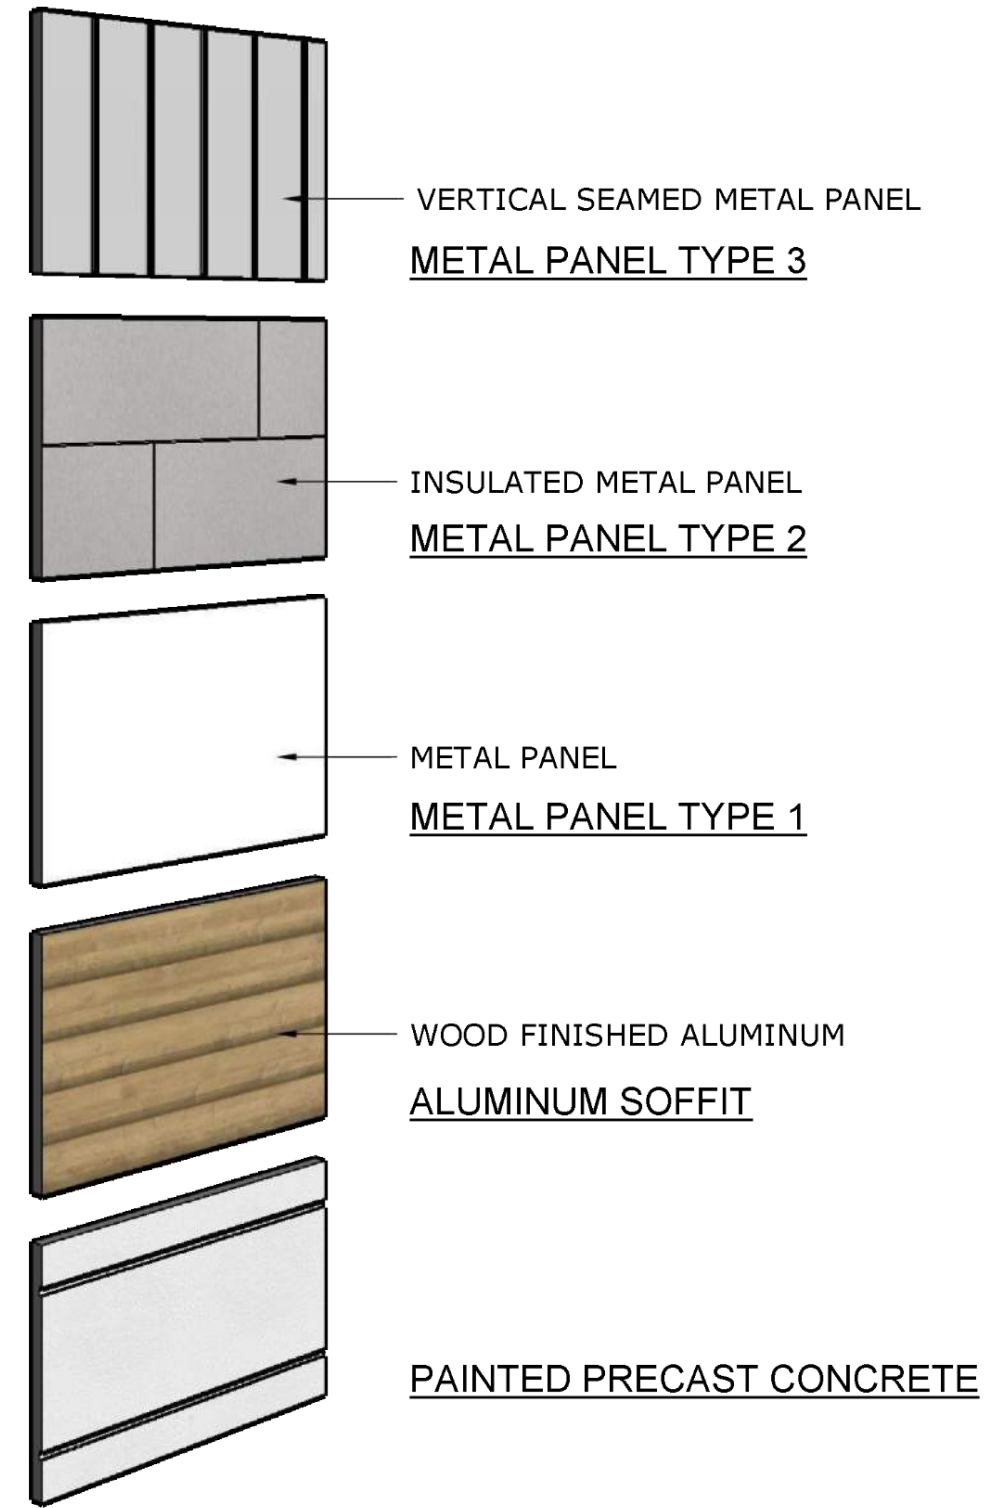 VERTICAL SEAMED METAL PANEL
METAL PANEL TYPE 3
INSULATED METAL PANEL
METAL PANEL TYPE 2
METAL PANEL
METAL PANEL TYPE 1
WOOD FINISHED ALUMINUM
ALUMINUM SOFFIT
PAINTED PRECAST CONCRETE